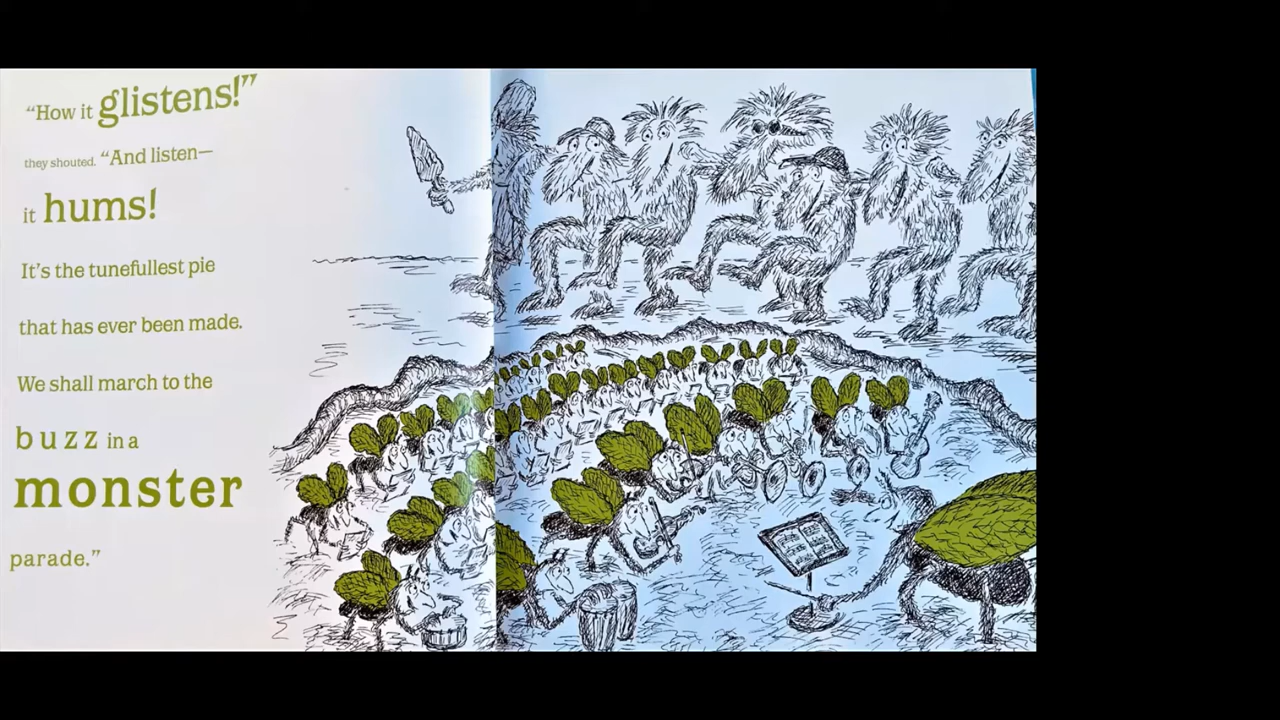 “How it glistens!”
they shouted. “And listen—
it hums!
It’s the tunefullest pie
that has ever been made.
We shall march to the
buzz in a
monster
parade.”